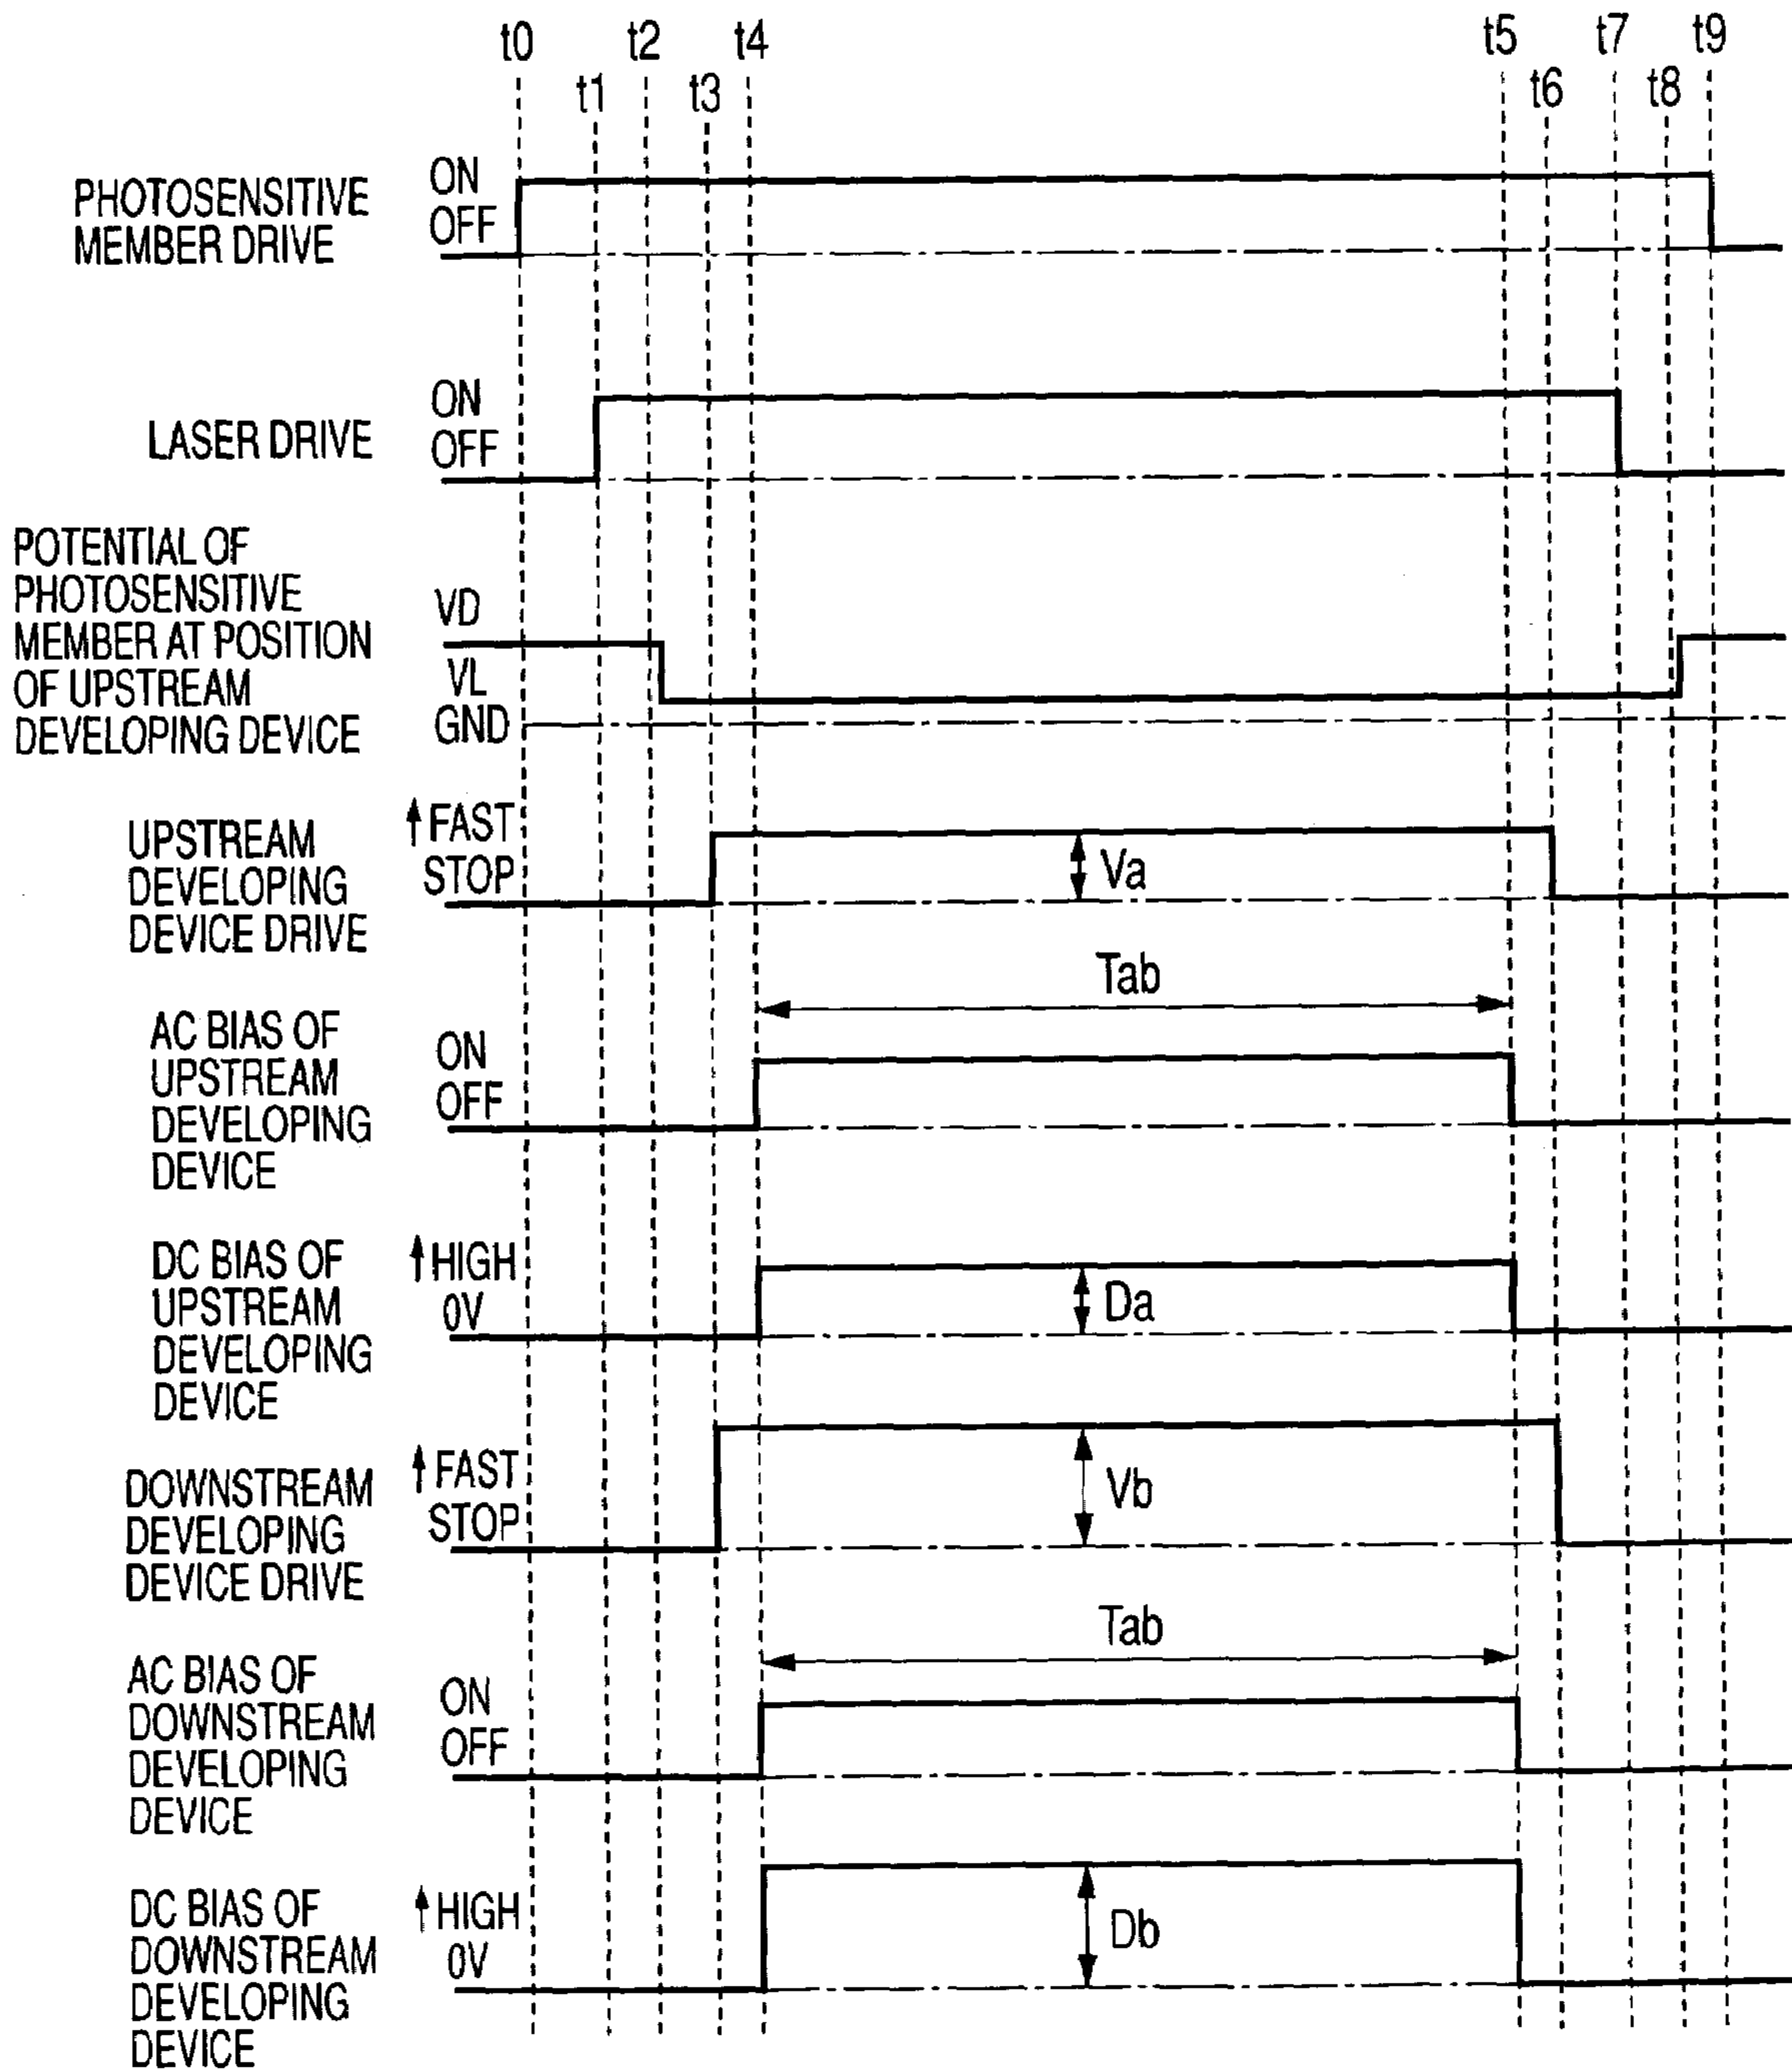 t0 t2 t4 t5 t7 t9
t1 t3 t6 t8
PHOTOSENSITIVE
MEMBER DRIVE
ON
OFF
LASER DRIVE
ON
OFF
POTENTIAL OF
PHOTOSENSITIVE
MEMBER AT POSITION
OF UPSTREAM
DEVELOPING DEVICE
VD
VL
GND
UPSTREAM
DEVELOPING
DEVICE DRIVE
FAST
STOP
Va
Tab
AC BIAS OF
UPSTREAM
DEVELOPING
DEVICE
ON
OFF
DC BIAS OF
UPSTREAM
DEVELOPING
DEVICE
HIGH
0V
Da
DOWNSTREAM
DEVELOPING
DEVICE DRIVE
FAST
STOP
Vb
Tab
AC BIAS OF
DOWNSTREAM
DEVELOPING
DEVICE
ON
OFF
DC BIAS OF
DOWNSTREAM
DEVELOPING
DEVICE
HIGH
0V
Db